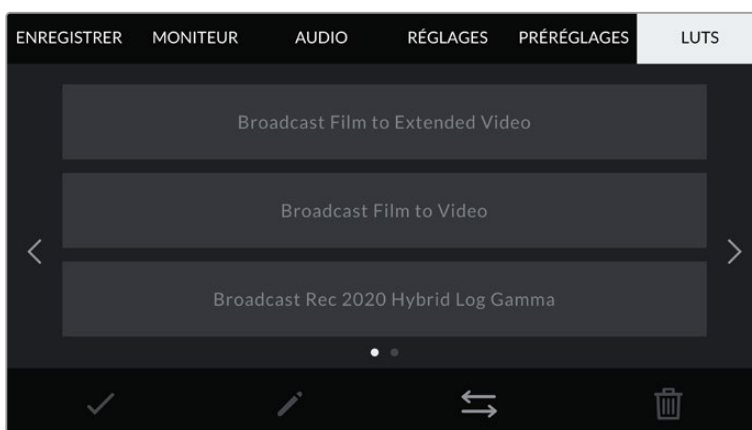 ENREGISTRER MONITEUR AUDIO RÉGLAGES PRÉRÉGLAGES LUTS
Broadcast Film to Extended Video
Broadcast Film to Video
Broadcast Rec 2020 Hybrid Log Gamma